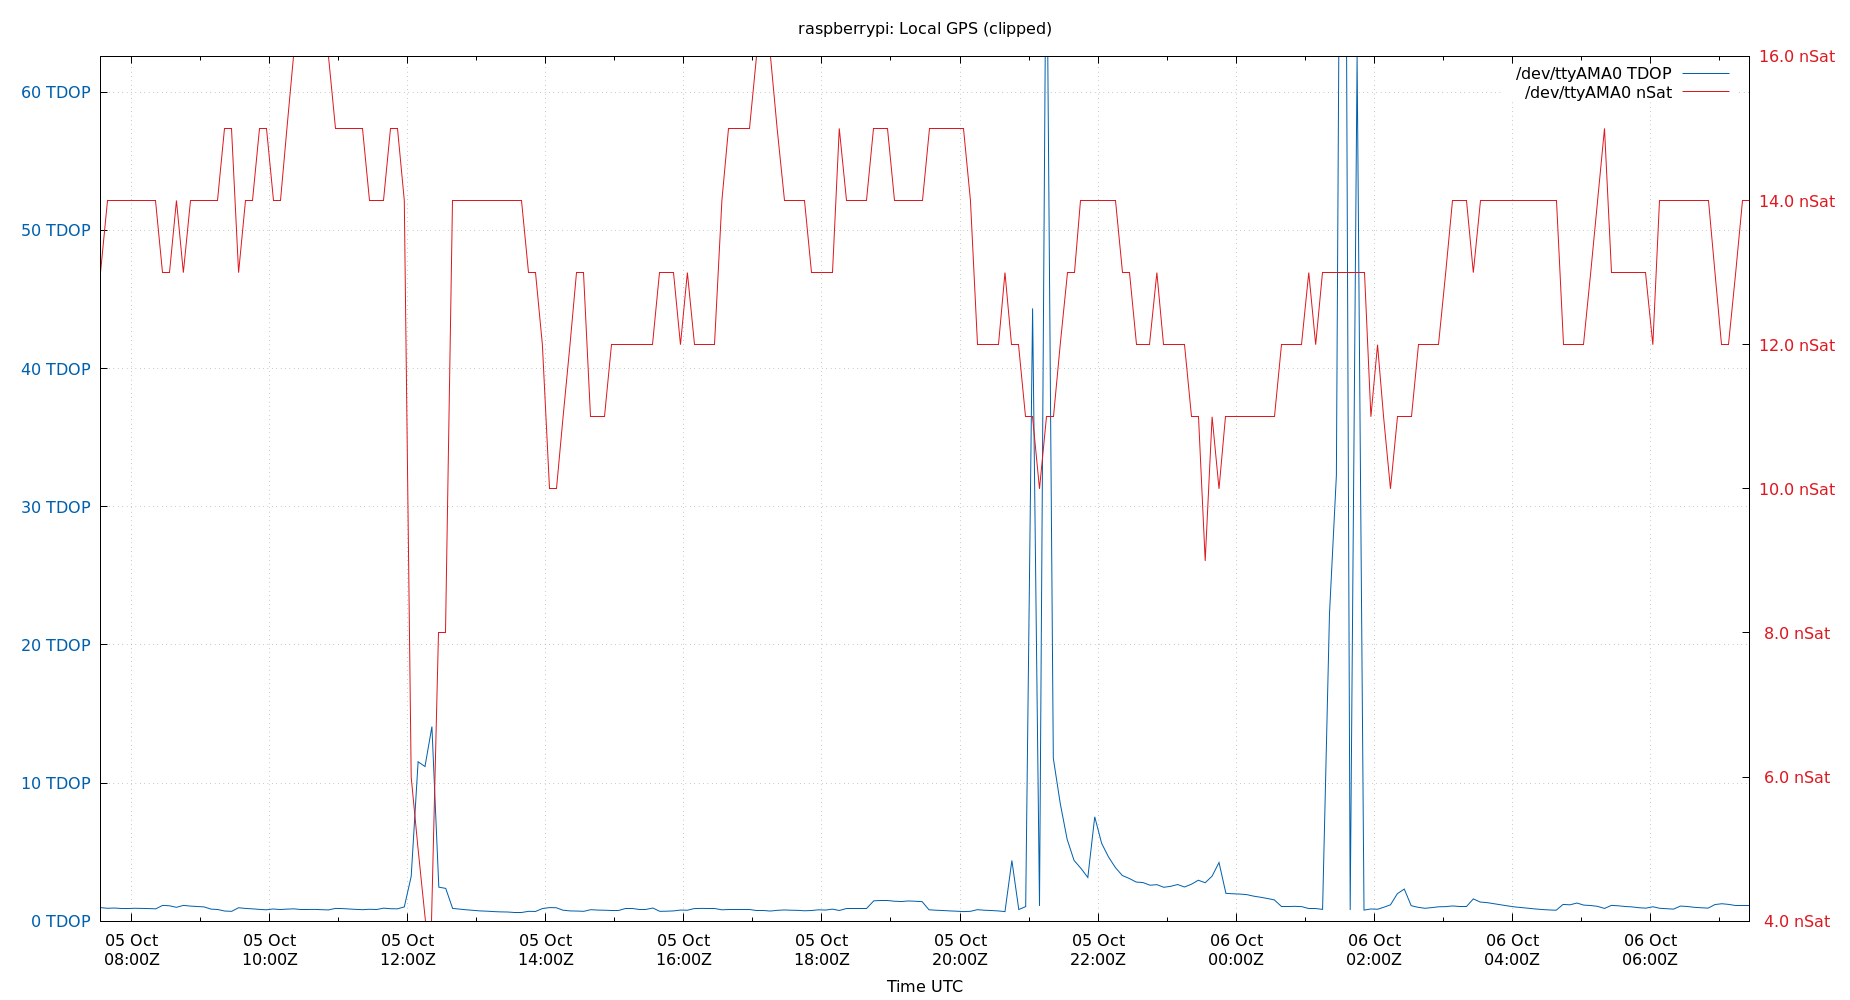 raspberrypi: Local GPS (clipped)
16.0 nSat
/dev/ttyAMA0 TDOP
/dev/ttyAMA0 nSat
60 TDOP
14.0 nSat
50 TDOP
12.0 nSat
40 TDOP
10.0 nSat
30 TDOP
8.0 nSat
20 TDOP
6.0 nSat
10 TDOP
0 TDOP
4.0 nSat
05 Oct 05 Oct 05 Oct 05 Oct 05 Oct 05 Oct 05 Oct 05 Oct 06 Oct 06 Oct 06 Oct 06 Oct
08:00Z 10:00Z 12:00Z 14:00Z 16:00Z 18:00Z 20:00Z 22:00Z 00:00Z 02:00Z 04:00Z 06:00Z
Time UTC